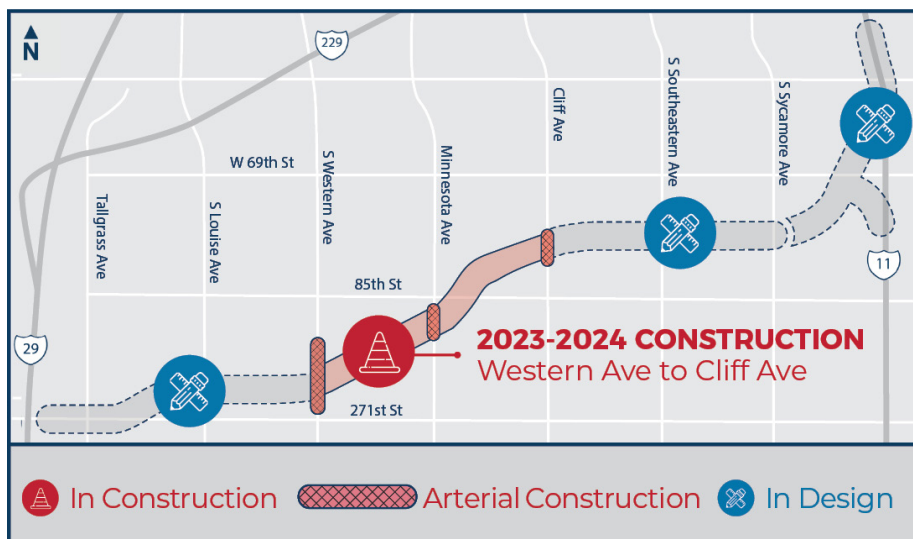 N
229
S Southeastern Ave
S Sycamore Ave
Cliff Ave
W 69th St
S Western Ave
Minnesota Ave
Tallgrass Ave
S Louise Ave
85th St
11
29
2023-2024 CONSTRUCTION
Western Ave to Cliff Ave
271st St
In Construction
Arterial Construction
In Design